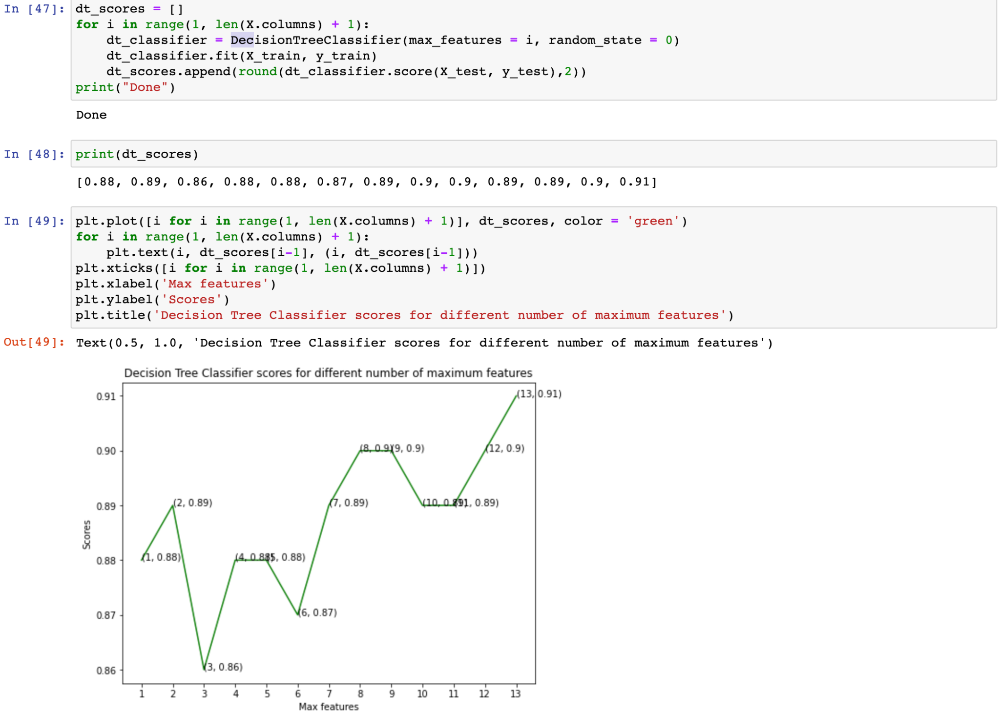 In [47]: dt_scores = []
for i in range(1, len(X.columns) + 1):
    dt_classifier = DecisionTreeClassifier(max_features = i, random_state = 0)
    dt_classifier.fit(X_train, y_train)
    dt_scores.append(round(dt_classifier.score(X_test, y_test),2))
print("Done")
Done
In [48]: print(dt_scores)
[0.88, 0.89, 0.86, 0.88, 0.88, 0.87, 0.89, 0.9, 0.9, 0.89, 0.89, 0.9, 0.91]
In [49]: plt.plot([i for i in range(1, len(X.columns) + 1)], dt_scores, color = 'green')
for i in range(1, len(X.columns) + 1):
    plt.text(i, dt_scores[i-1], (i, dt_scores[i-1]))
plt.xticks([i for i in range(1, len(X.columns) + 1)])
plt.xlabel('Max features')
plt.ylabel('Scores')
plt.title('Decision Tree Classifier scores for different number of maximum features')
Out[49]: Text(0.5, 1.0, 'Decision Tree Classifier scores for different number of maximum features')
Decision Tree Classifier scores for different number of maximum features
0.91 (13, 0.91)
0.90 (8, 0.9) (9, 0.9) (12, 0.9)
0.89 (2, 0.89) (7, 0.89) (10, 0.89) (11, 0.89)
Scores
0.88 (1, 0.88) (4, 0.88) (5, 0.88)
0.87 (6, 0.87)
0.86 (3, 0.86)
1 2 3 4 5 6 7 8 9 10 11 12 13
Max features